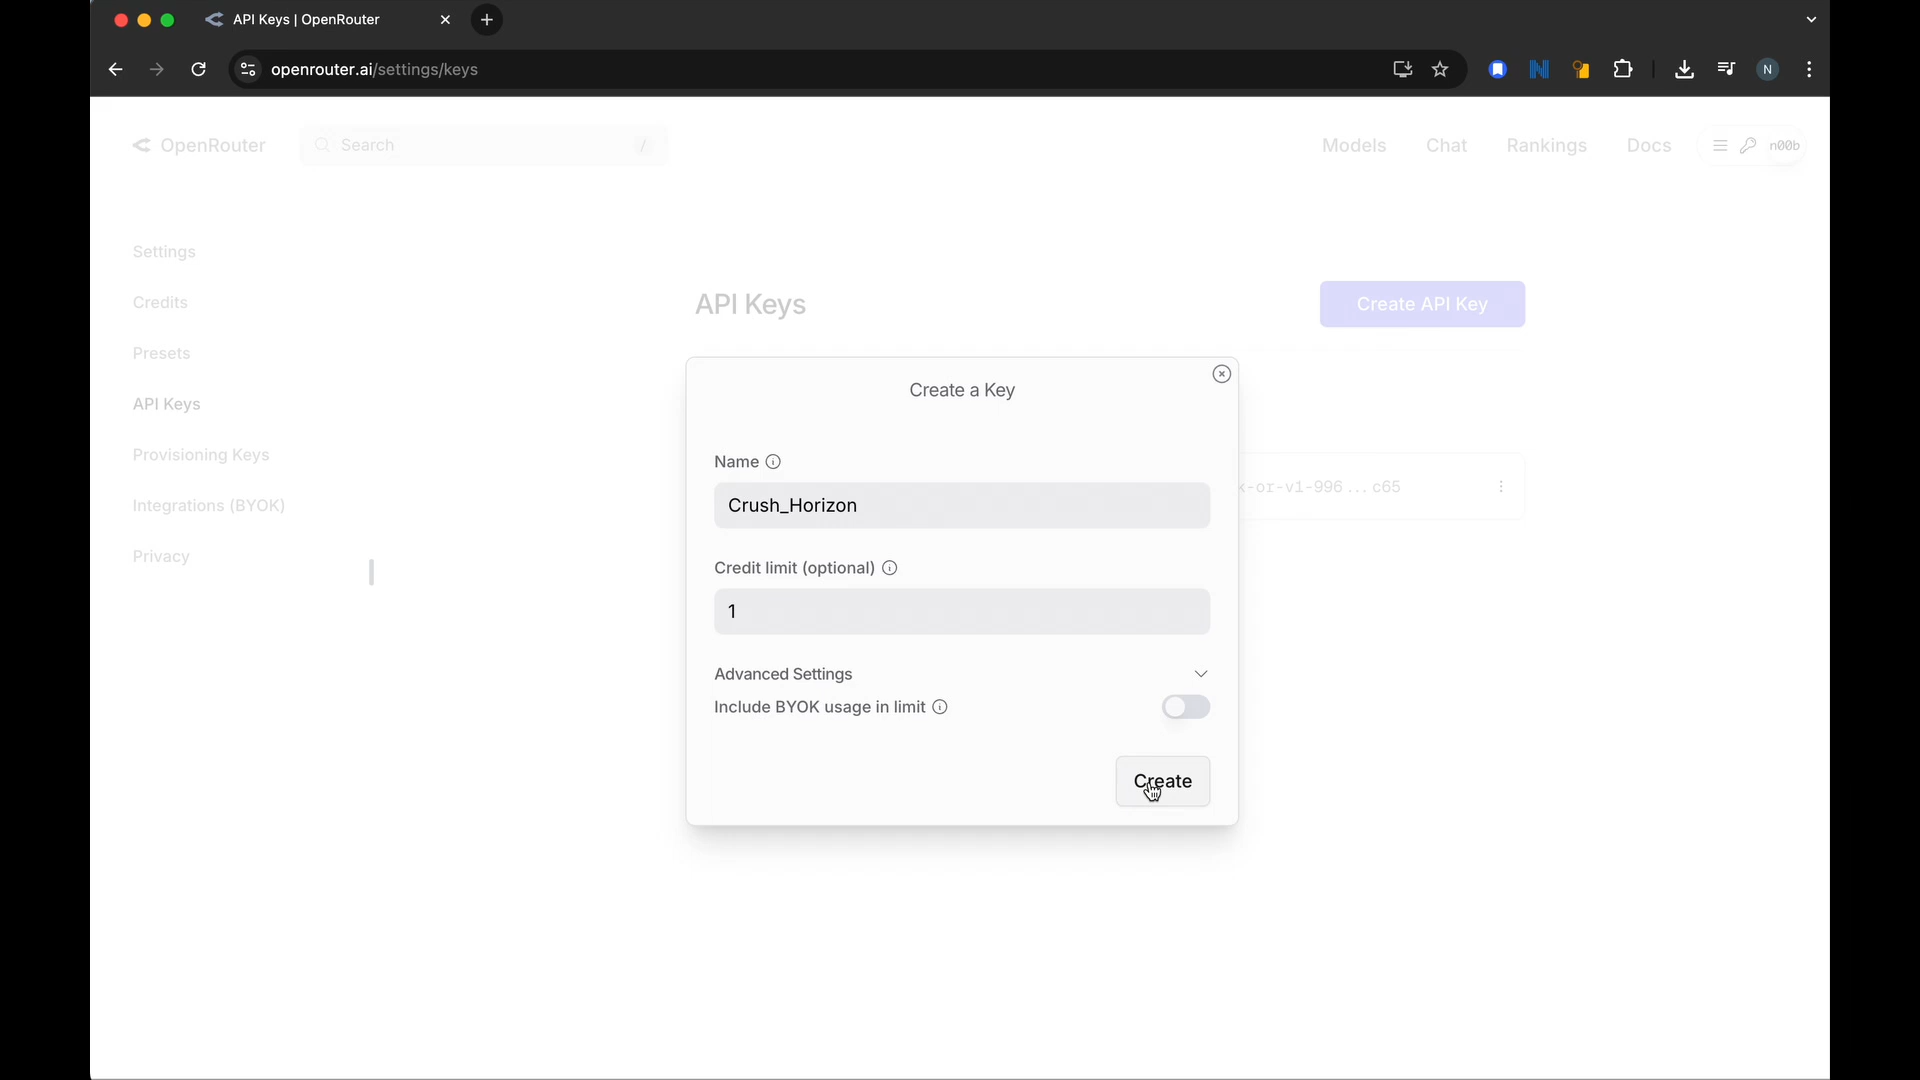 API Keys | OpenRouter
openrouter.ai/settings/keys
N
OpenRouter
Search
/
Models
Chat
Rankings
Docs
n00b
Settings
Credits
Presets
API Keys
Provisioning Keys
Integrations (BYOK)
Privacy
API Keys
Create API Key
k-or-v1-996...c65
Create a Key
Name
Crush_Horizon
Credit limit (optional)
1
Advanced Settings
Include BYOK usage in limit
Create